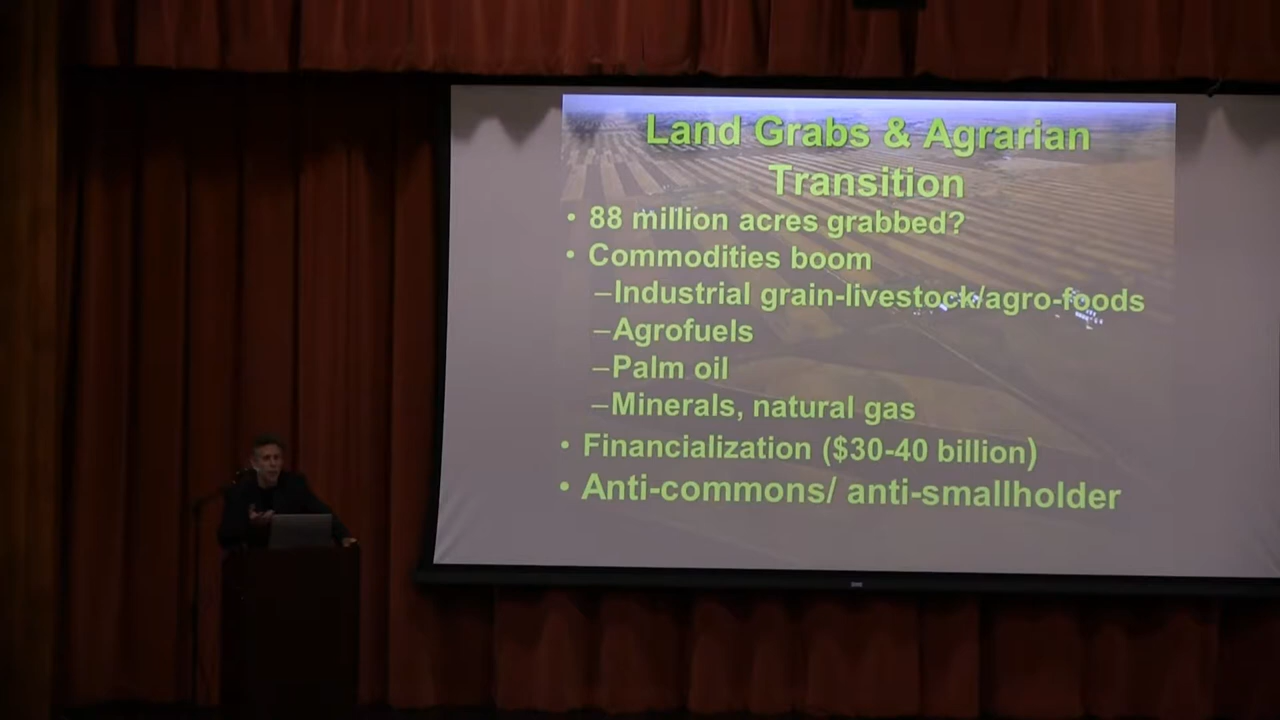 Land Grabs & Agrarian
Transition
• 88 million acres grabbed?
• Commodities boom
–Industrial grain-livestock/agro-foods
–Agrofuels
–Palm oil
–Minerals, natural gas
• Financialization ($30-40 billion)
• Anti-commons/ anti-smallholder